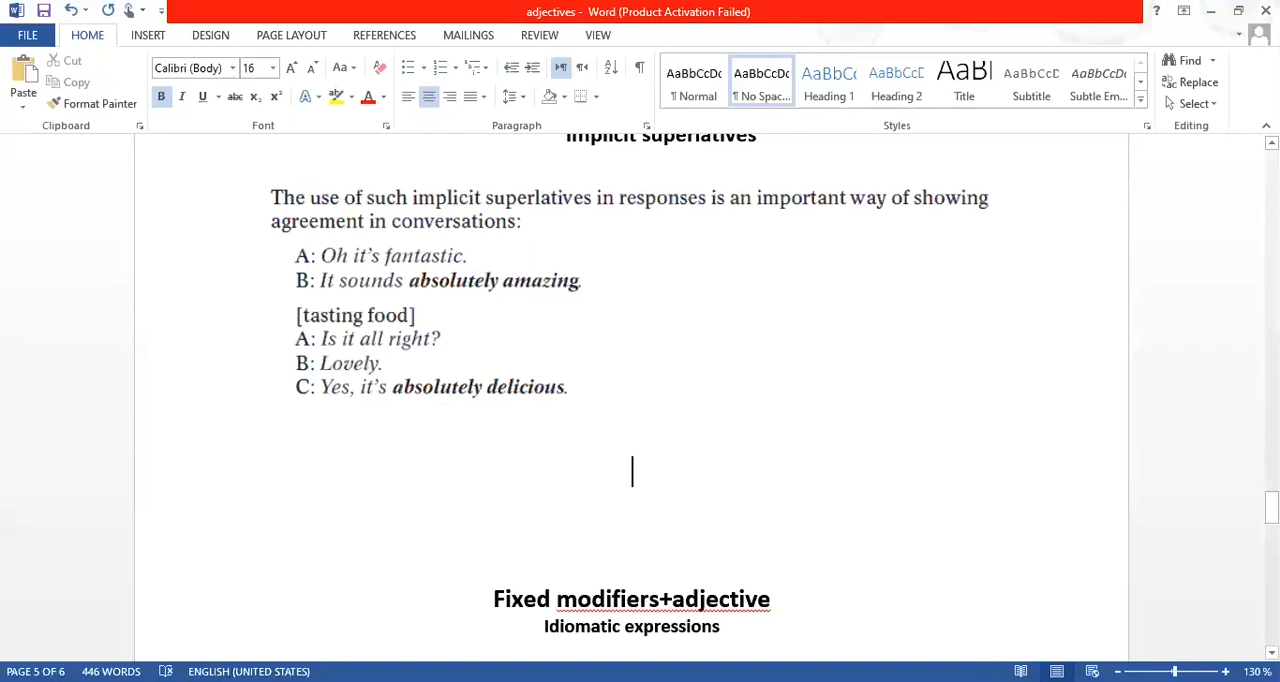 adjectives - Word (Product Activation Failed)
FILE HOME INSERT DESIGN PAGE LAYOUT REFERENCES MAILINGS REVIEW VIEW
Paste
Cut
Copy
Format Painter
Clipboard
Calibri (Body) 16
Font
Paragraph
AaBbCcDc AaBbCcDc AaBbCc AaBbCcD AaBl AaBbCcD AaBbCcDt
¶ Normal ¶ No Spac... Heading 1 Heading 2 Title Subtitle Subtle Em...
Styles
Find
Replace
Select
Editing
Implicit superlatives
The use of such implicit superlatives in responses is an important way of showing
agreement in conversations:
A: Oh it's fantastic.
B: It sounds absolutely amazing.
[tasting food]
A: Is it all right?
B: Lovely.
C: Yes, it's absolutely delicious.
Fixed modifiers+adjective
Idiomatic expressions
PAGE 5 OF 6 446 WORDS ENGLISH (UNITED STATES) 130 %